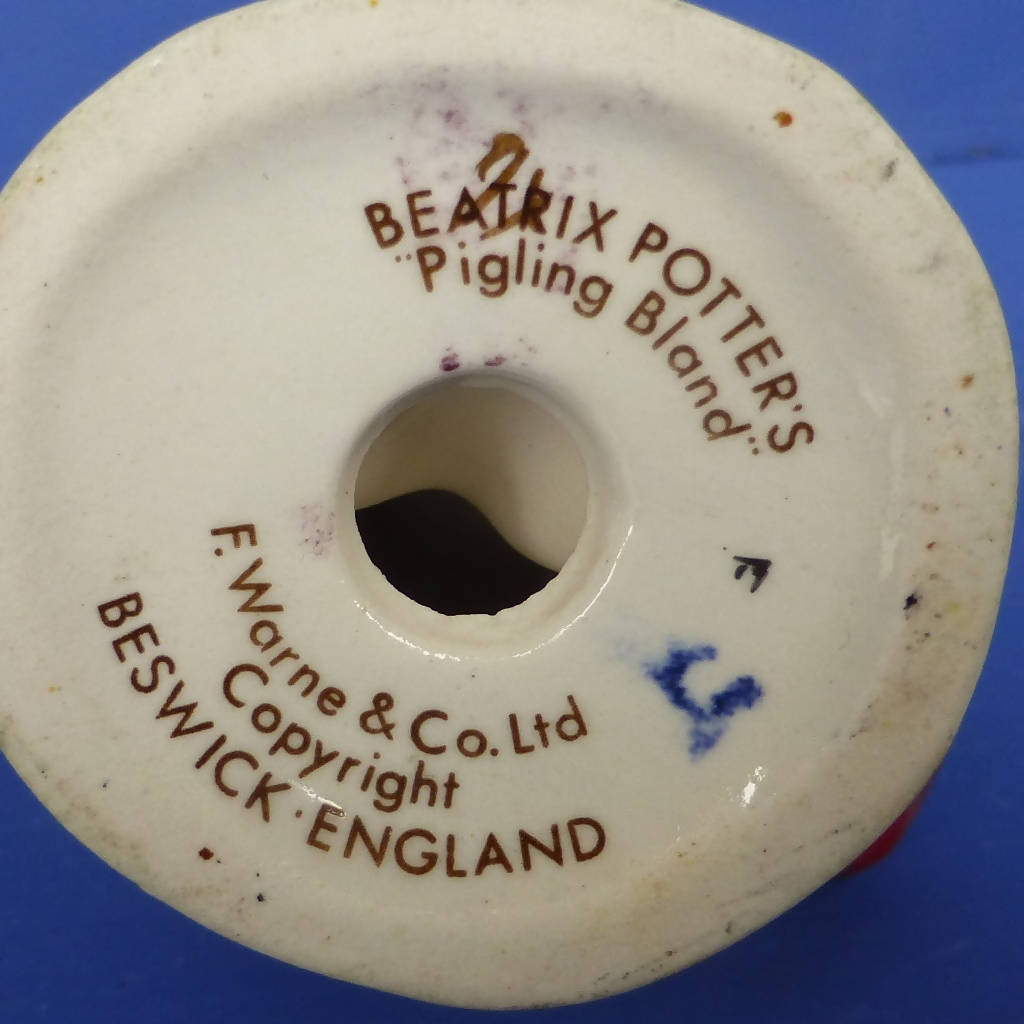 BEATRIX POTTER'S
"Pigling Bland"
F. Warne & Co. Ltd
Copyright
BESWICK · ENGLAND